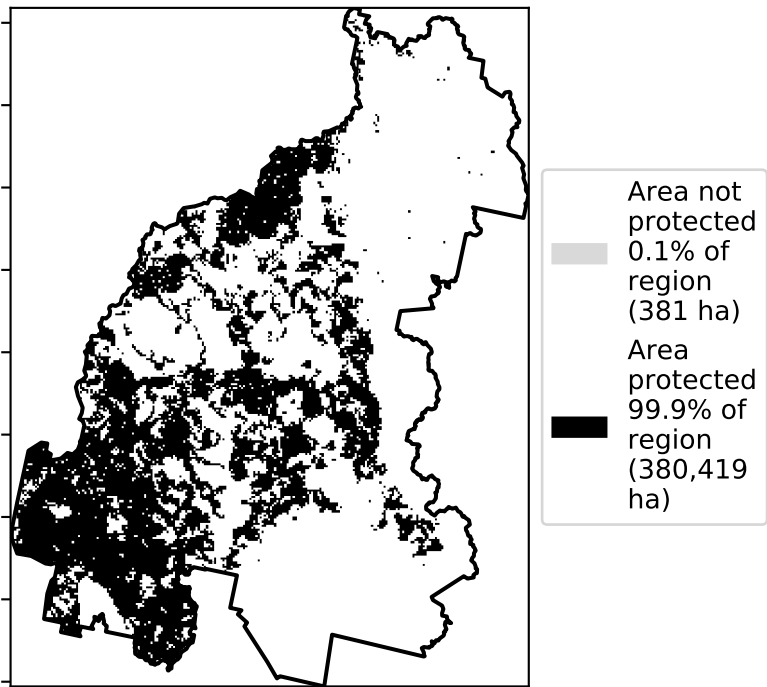 Area not
protected
0.1% of
region
(381 ha)
Area
protected
99.9% of
region
(380,419
ha)